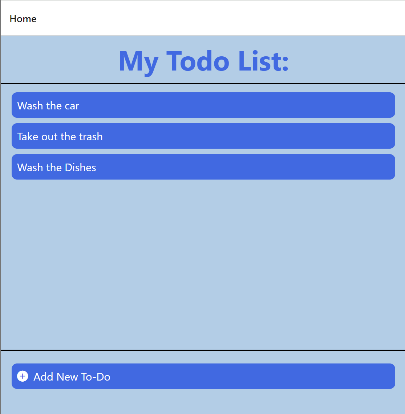 Home
My Todo List:
Wash the car
Take out the trash
Wash the Dishes
Add New To-Do